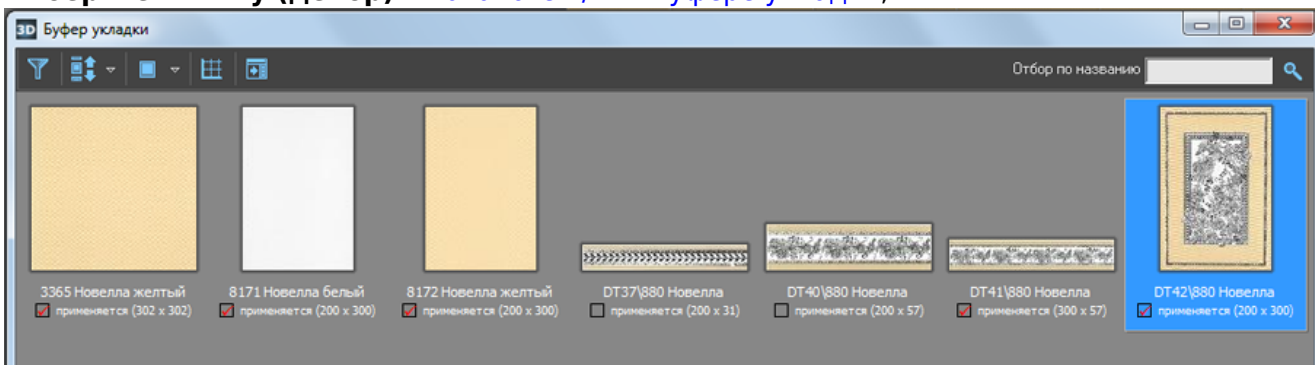 3D Буфер укладки
Отбор по названию
3365 Новелла желтый
применяется (302 x 302)
8171 Новелла белый
применяется (200 x 300)
8172 Новелла желтый
применяется (200 x 300)
DT37\880 Новелла
применяется (200 x 31)
DT40\880 Новелла
применяется (200 x 57)
DT41\880 Новелла
применяется (300 x 57)
DT42\880 Новелла
применяется (200 x 300)